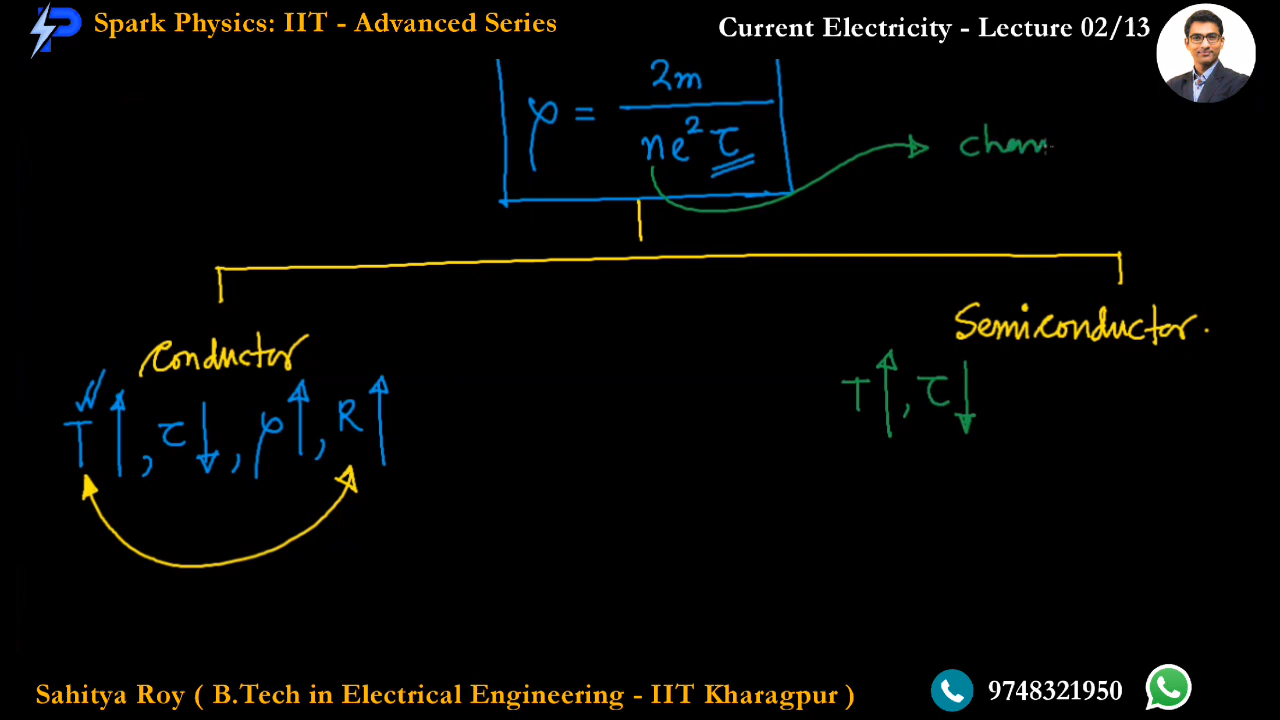 Spark Physics: IIT - Advanced Series
Current Electricity - Lecture 02/13
ρ = 2m / ne²τ
Conductor
Semiconductor.
T↑, τ↓, ρ↑, R↑
T↑, τ↓
Sahitya Roy ( B.Tech in Electrical Engineering - IIT Kharagpur )
9748321950